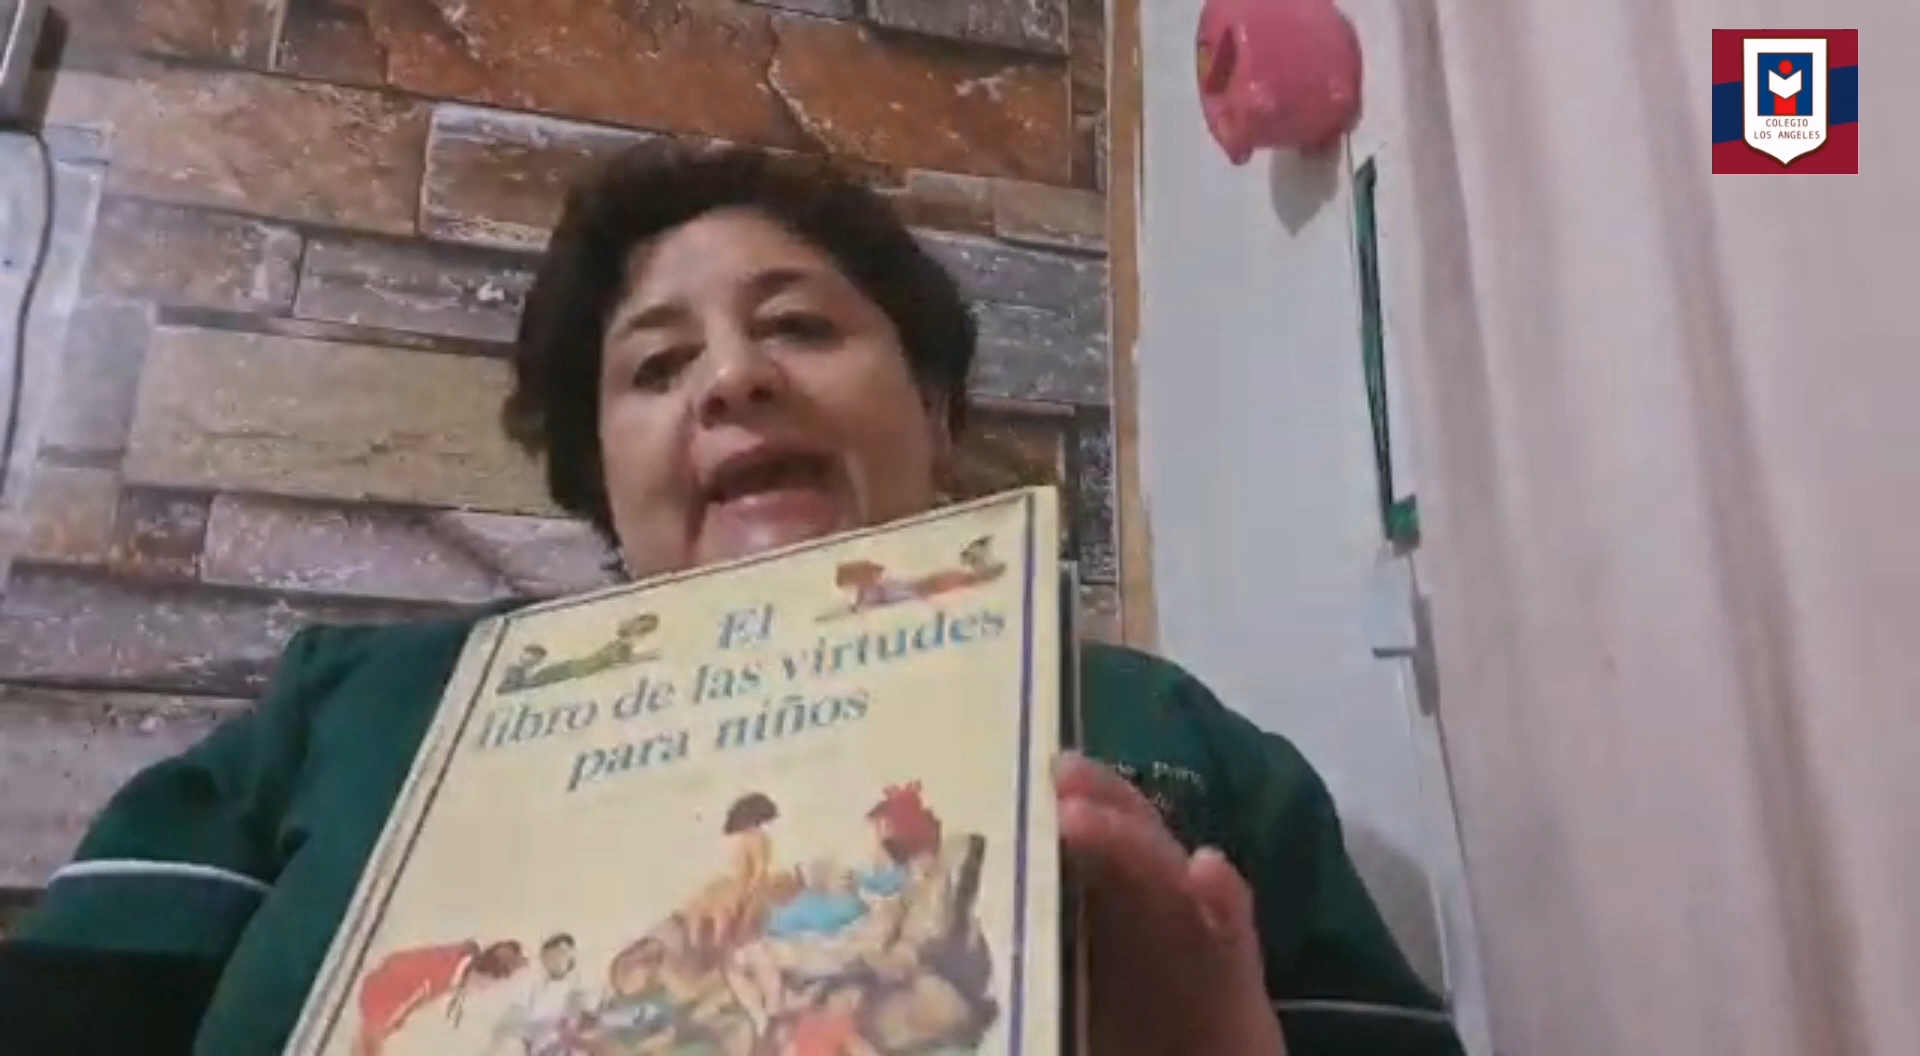 COLEGIO
LOS ANGELES
El
libro de las virtudes
para niños